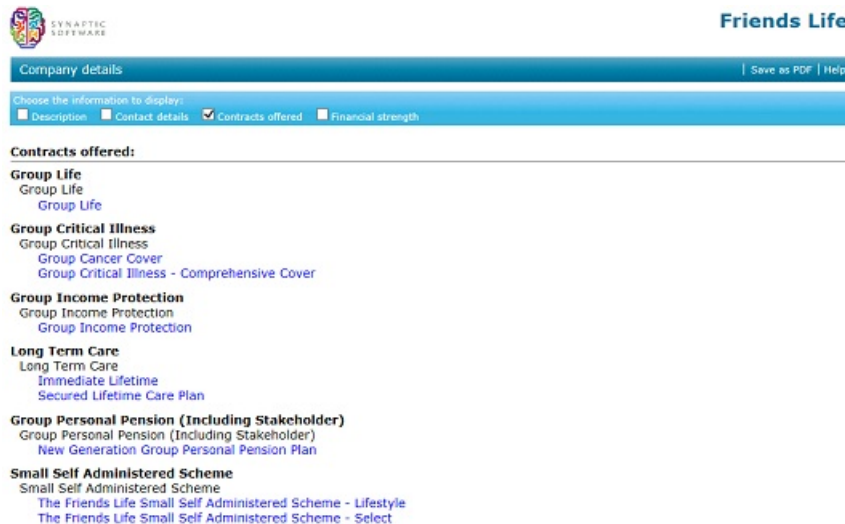 SYNAPTIC
SOFTWARE
Friends Life
Company details
| Save as PDF | Help
Choose the information to display:
Description Contact details Contracts offered Financial strength
Contracts offered:
Group Life
Group Life
Group Life
Group Critical Illness
Group Critical Illness
Group Cancer Cover
Group Critical Illness - Comprehensive Cover
Group Income Protection
Group Income Protection
Group Income Protection
Long Term Care
Long Term Care
Immediate Lifetime
Secured Lifetime Care Plan
Group Personal Pension (Including Stakeholder)
Group Personal Pension (Including Stakeholder)
New Generation Group Personal Pension Plan
Small Self Administered Scheme
Small Self Administered Scheme
The Friends Life Small Self Administered Scheme - Lifestyle
The Friends Life Small Self Administered Scheme - Select